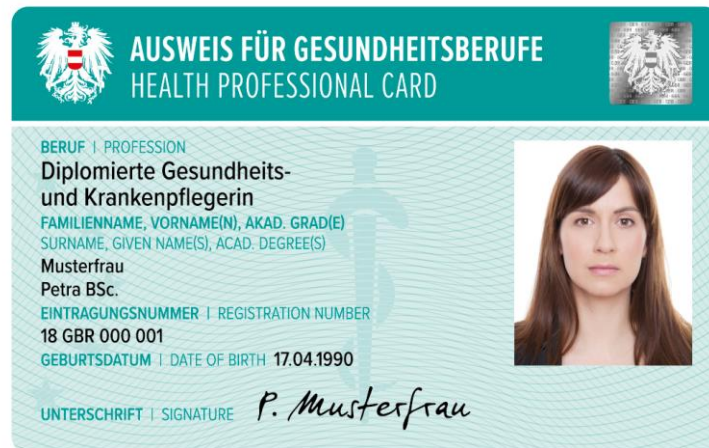 AUSWEIS FÜR GESUNDHEITSBERUFE
HEALTH PROFESSIONAL CARD
BERUF | PROFESSION
Diplomierte Gesundheits-
und Krankenpflegerin
FAMILIENNAME, VORNAME(N), AKAD. GRAD(E)
SURNAME, GIVEN NAME(S), ACAD. DEGREE(S)
Musterfrau
Petra BSc.
EINTRAGUNGSNUMMER | REGISTRATION NUMBER
18 GBR 000 001
GEBURTSDATUM | DATE OF BIRTH 17.04.1990
UNTERSCHRIFT | SIGNATURE P. Musterfrau